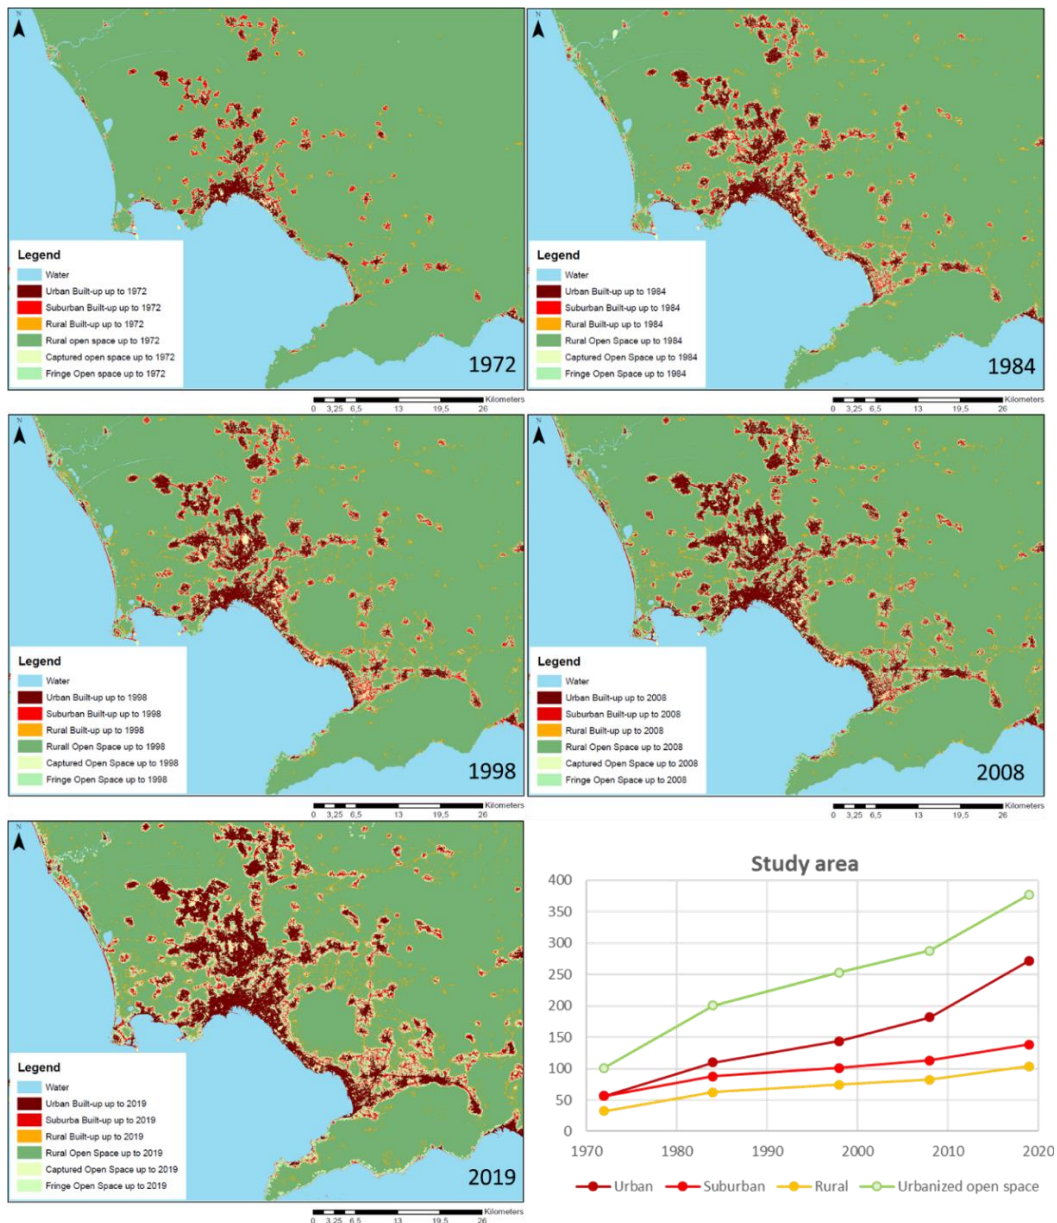 N
Legend
Water
Urban Built-up up to 1972
Suburban Built-up up to 1972
Rural Built-up up to 1972
Rural open space up to 1972
Captured open space up to 1972
Fringe Open space up to 1972
1972
Kilometers
0 3,25 6,5 13 19,5 26
N
Legend
Water
Urban Built-up up to 1984
Suburban Built-up up to 1984
Rural Built-up up to 1984
Rural Open Space up to 1984
Captured Open Space up to 1984
Fringe Open Space up to 1984
1984
Kilometers
0 3,25 6,5 13 19,5 26
N
Legend
Water
Urban Built-up up to 1998
Suburban Built-up up to 1998
Rural Built-up up to 1998
Rurall Open Space up to 1998
Captured Open Space up to 1998
Fringe Open Space up to 1998
1998
Kilometers
0 3,25 6,5 13 19,5 26
N
Legend
Water
Urban Built-up up to 2008
Suburban Built-up up to 2008
Rural Built-up up to 2008
Rural Open Space up to 2008
Captured Open Space up to 2008
Fringe Open Space up to 2008
2008
Kilometers
0 3,25 6,5 13 19,5 26
N
Legend
Water
Urban Built-up up to 2019
Suburba Built-up up to 2019
Rural Built-up up to 2019
Rural Open Space up to 2019
Captured Open Space up to 2019
Fringe Open Space up to 2019
2019
Kilometers
0 3,25 6,5 13 19,5 26
Study area
400
350
300
250
200
150
100
50
0
1970 1980 1990 2000 2010 2020
Urban Suburban Rural Urbanized open space